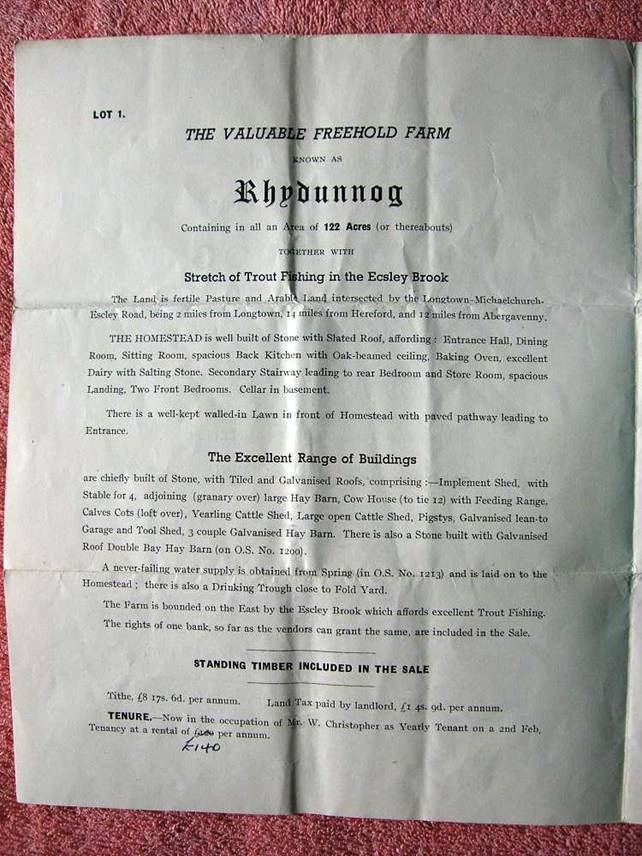 LOT 1.
THE VALUABLE FREEHOLD FARM
KNOWN AS
Rhydunnog
Containing in all an Area of 122 Acres (or thereabouts)
TOGETHER WITH
Stretch of Trout Fishing in the Ecsley Brook
The Land is fertile Pasture and Arable Land intersected by the Longtown-Michaelchurch-
Escley Road, being 2 miles from Longtown, 14 miles from Hereford, and 12 miles from Abergavenny.
THE HOMESTEAD is well built of Stone with Slated Roof, affording : Entrance Hall, Dining
Room, Sitting Room, spacious Back Kitchen with Oak-beamed ceiling, Baking Oven, excellent
Dairy with Salting Stone. Secondary Stairway leading to rear Bedroom and Store Room, spacious
Landing, Two Front Bedrooms. Cellar in basement.
There is a well-kept walled-in Lawn in front of Homestead with paved pathway leading to
Entrance.
The Excellent Range of Buildings
are chiefly built of Stone, with Tiled and Galvanised Roofs, comprising :—Implement Shed, with
Stable for 4, adjoining (granary over) large Hay Barn, Cow House (to tie 12) with Feeding Range,
Calves Cots (loft over), Yearling Cattle Shed, Large open Cattle Shed, Pigstys, Galvanised lean-to
Garage and Tool Shed, 3 couple Galvanised Hay Barn. There is also a Stone built with Galvanised
Roof Double Bay Hay Barn (on O.S. No. 1200).
A never-failing water supply is obtained from Spring (in O.S. No. 1213) and is laid on to the
Homestead ; there is also a Drinking Trough close to Fold Yard.
The Farm is bounded on the East by the Escley Brook which affords excellent Trout Fishing.
The rights of one bank, so far as the vendors can grant the same, are included in the Sale.
STANDING TIMBER INCLUDED IN THE SALE
Tithe, £8 17s. 6d. per annum. Land Tax paid by landlord, £1 4s. 9d. per annum.
TENURE.—Now in the occupation of Mr. W. Christopher as Yearly Tenant on a 2nd Feb.
Tenancy at a rental of per annum.
£140